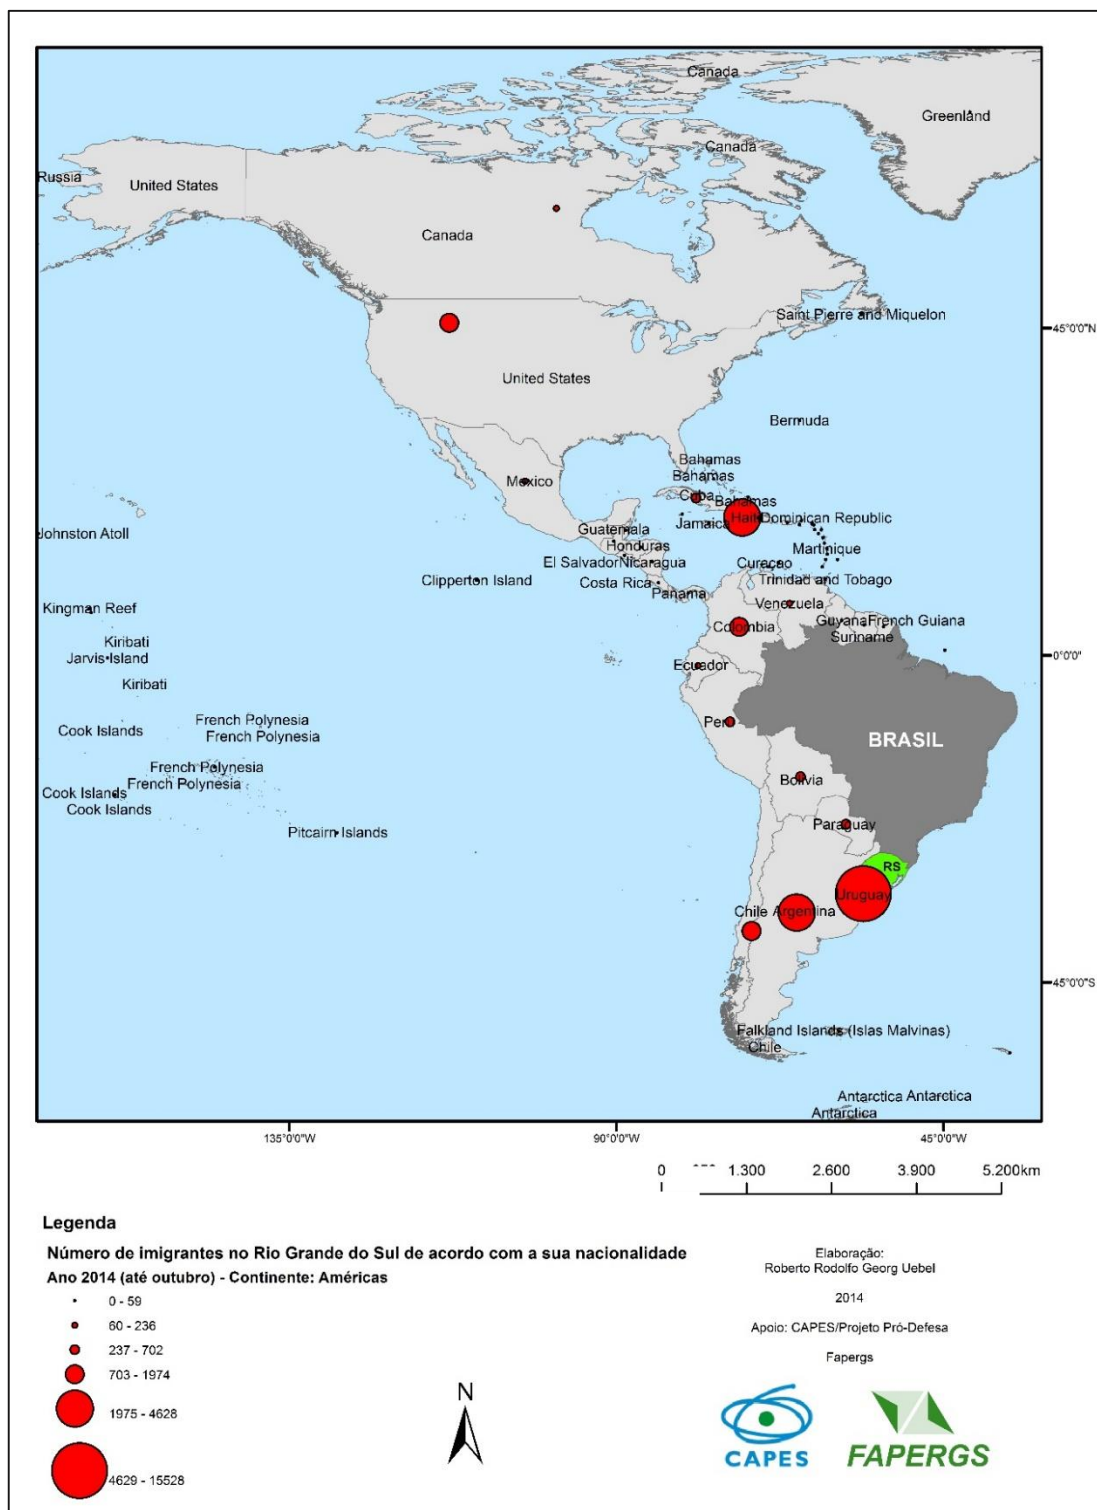 Canada
Greenland
Canada
Russia
United States
Canada
Saint Pierre and Miquelon
45°0'0"N
United States
Bermuda
Bahamas
Bahamas
Mexico
Cuba
Bahamas
Haiti
Dominican Republic
Jamaica
Guatemala
Johnston Atoll
Honduras
Martinique
El Salvador
Nicaragua
Curacao
Clipperton Island
Costa Rica
Trinidad and Tobago
Panama
Venezuela
Kingman Reef
Guyana
French Guiana
Colombia
Suriname
Kiribati
Jarvis Island
0°0'0"
Ecuador
Kiribati
French Polynesia
Peru
Cook Islands
French Polynesia
BRASIL
French Polynesia
Bolivia
French Polynesia
Cook Islands
Cook Islands
Paraguay
Pitcairn Islands
RS
Uruguay
Chile
Argentina
45°0'0"S
Falkland Islands (Islas Malvinas)
Chile
Antarctica
Antarctica
Antarctica
135°0'0"W
90°0'0"W
45°0'0"W
0
1.300
2.600
3.900
5.200km
Legenda
Número de imigrantes no Rio Grande do Sul de acordo com a sua nacionalidade
Ano 2014 (até outubro) - Continente: Américas
0 - 59
60 - 236
237 - 702
703 - 1974
1975 - 4628
4629 - 15528
N
Elaboração:
Roberto Rodolfo Georg Uebel
2014
Apoio: CAPES/Projeto Pró-Defesa
Fapergs
CAPES
FAPERGS